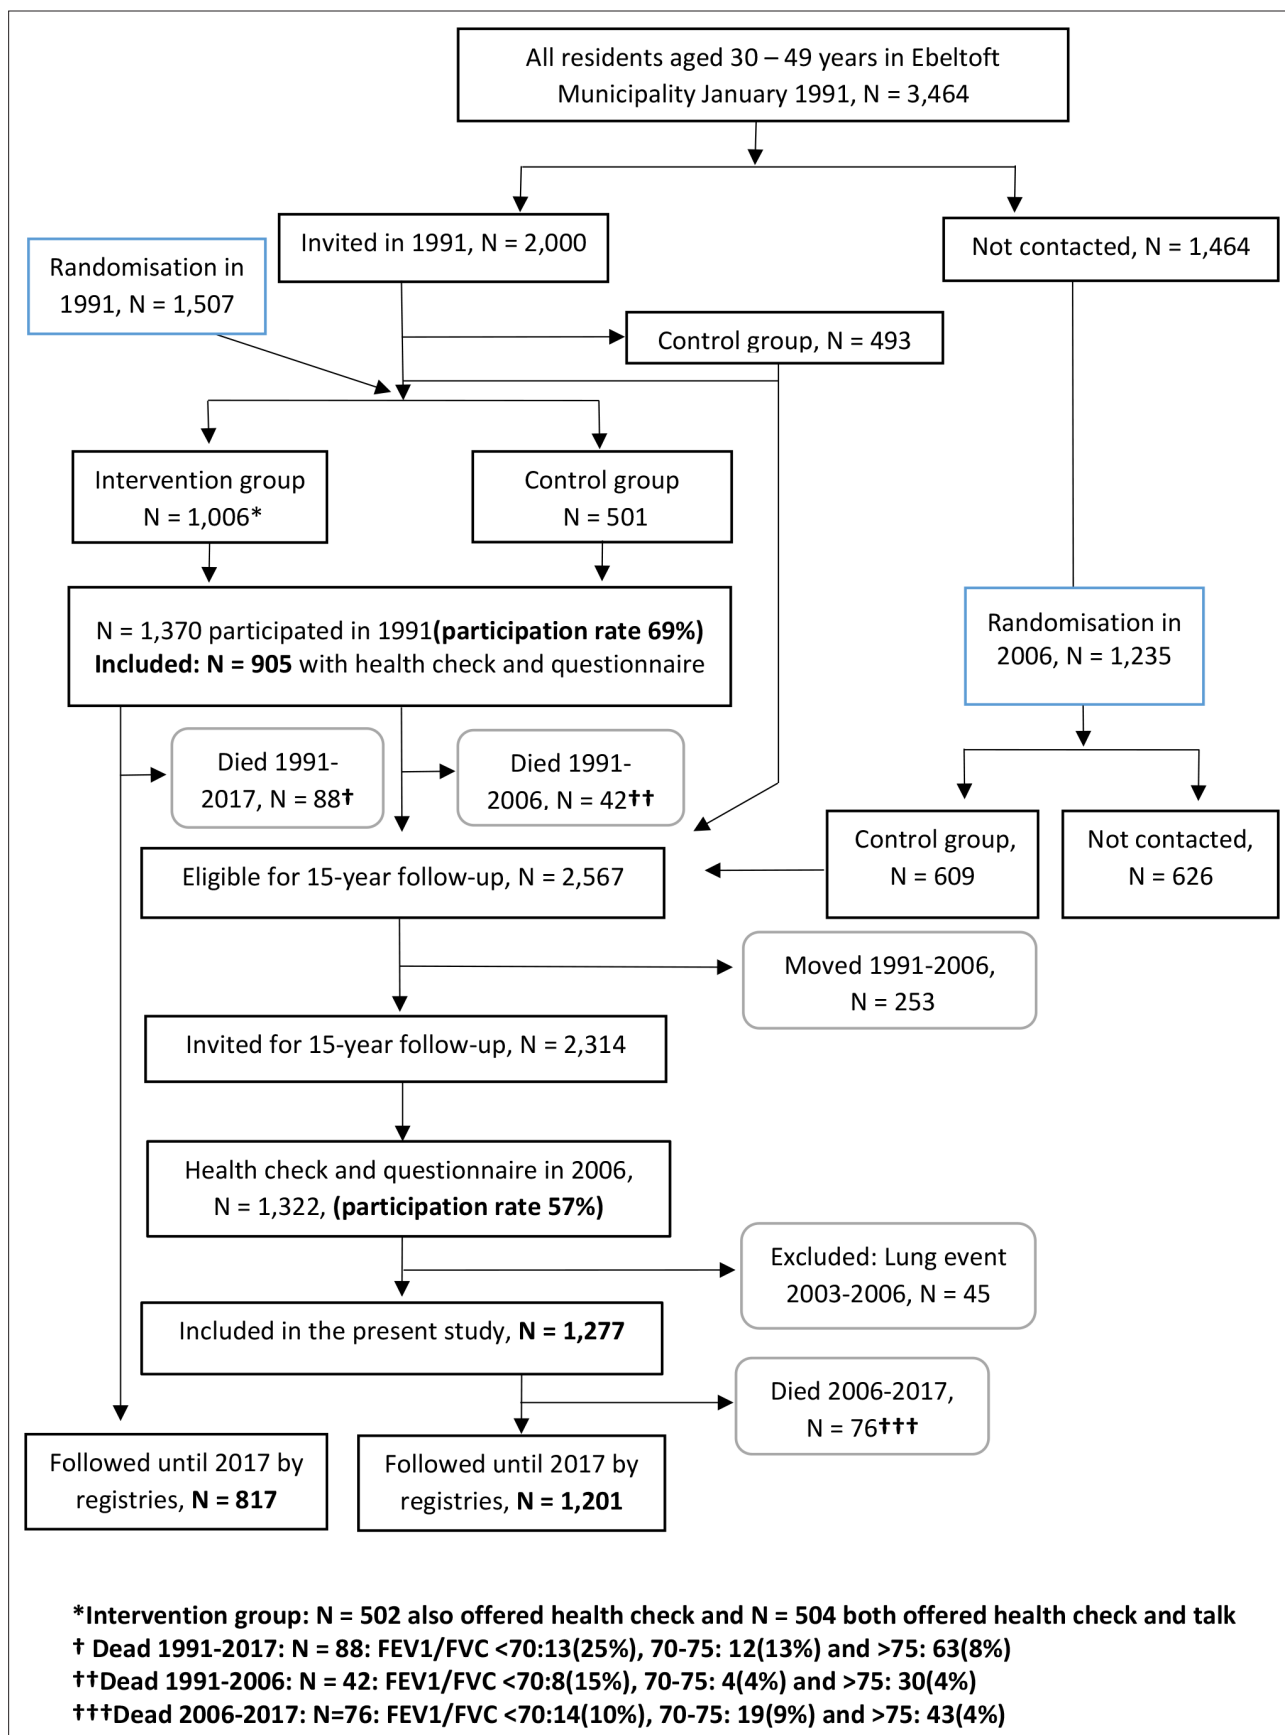 All residents aged 30 – 49 years in Ebeltoft
Municipality January 1991, N = 3,464
Invited in 1991, N = 2,000
Not contacted, N = 1,464
Randomisation in
1991, N = 1,507
Control group, N = 493
Intervention group
N = 1,006*
Control group
N = 501
N = 1,370 participated in 1991(participation rate 69%)
Included: N = 905 with health check and questionnaire
Randomisation in
2006, N = 1,235
Died 1991-
2017, N = 88†
Died 1991-
2006, N = 42††
Control group,
N = 609
Not contacted,
N = 626
Eligible for 15-year follow-up, N = 2,567
Moved 1991-2006,
N = 253
Invited for 15-year follow-up, N = 2,314
Health check and questionnaire in 2006,
N = 1,322, (participation rate 57%)
Excluded: Lung event
2003-2006, N = 45
Included in the present study, N = 1,277
Died 2006-2017,
N = 76†††
Followed until 2017 by
registries, N = 817
Followed until 2017 by
registries, N = 1,201
*Intervention group: N = 502 also offered health check and N = 504 both offered health check and talk
† Dead 1991-2017: N = 88: FEV1/FVC <70:13(25%), 70-75: 12(13%) and >75: 63(8%)
††Dead 1991-2006: N = 42: FEV1/FVC <70:8(15%), 70-75: 4(4%) and >75: 30(4%)
†††Dead 2006-2017: N=76: FEV1/FVC <70:14(10%), 70-75: 19(9%) and >75: 43(4%)